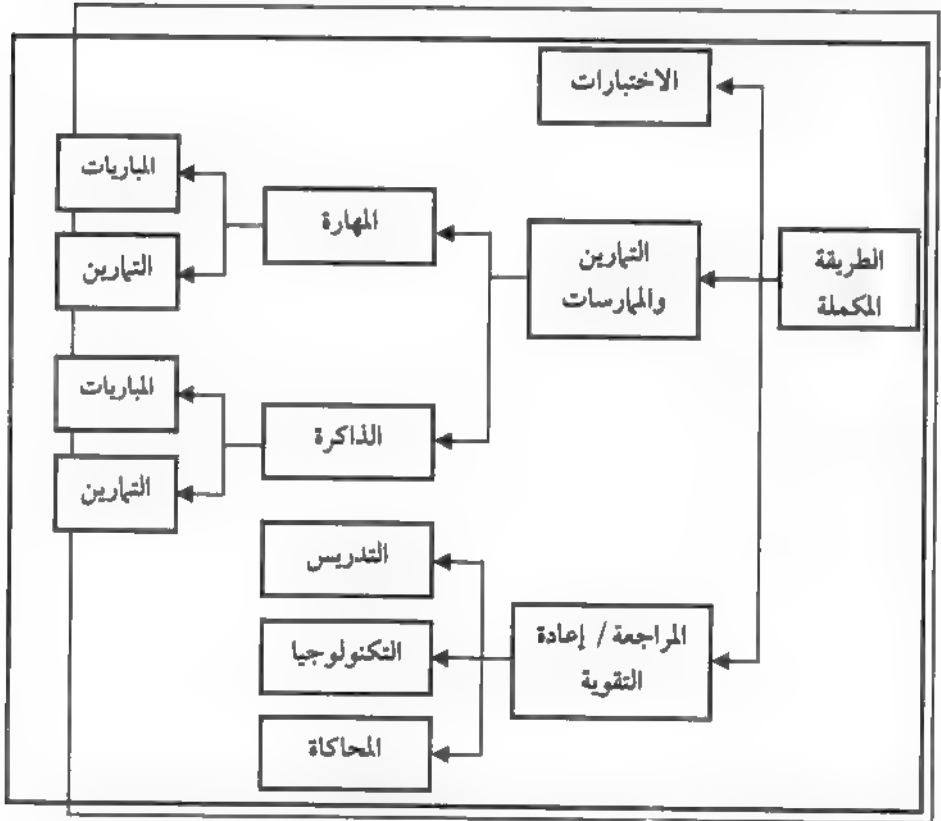 الاختبارات
المباريات
المهارة
التمارين
والممارسات
الطريقة
المكملة
التمارين
المباريات
الذاكرة
التمارين
التدريس
المراجعة / إعادة
التقوية
التكنولوجيا
المحاكاة